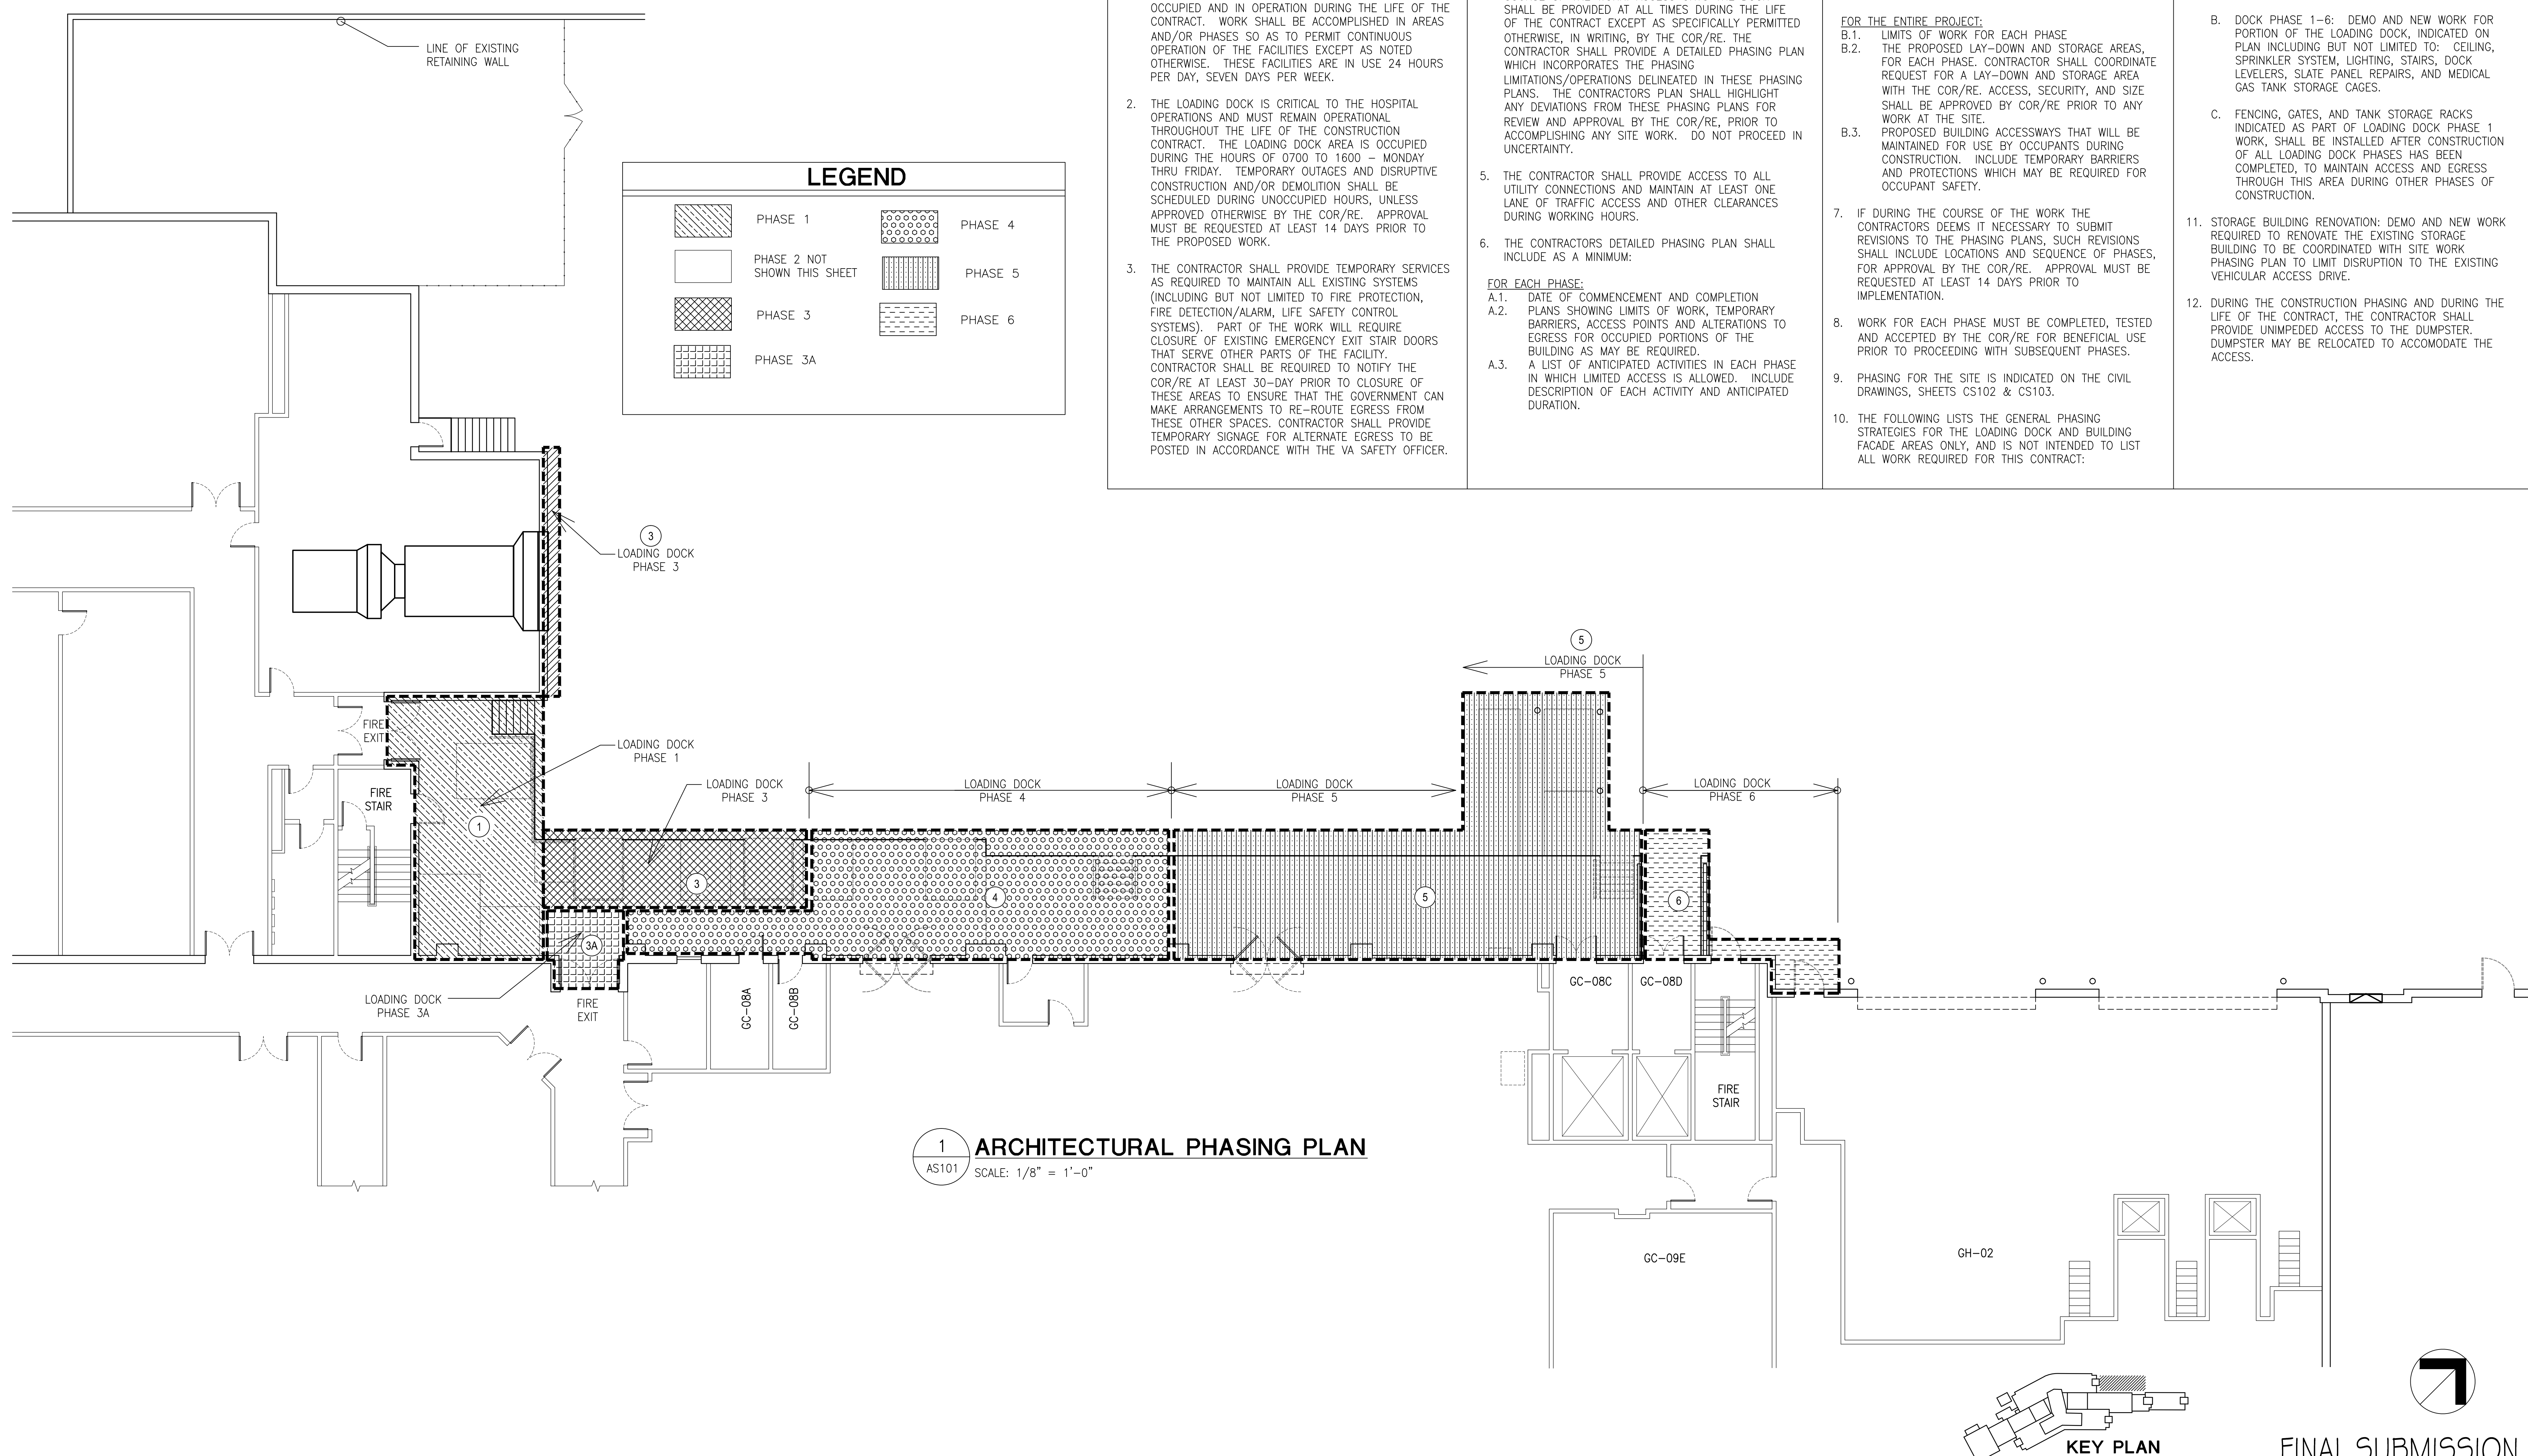 OCCUPIED AND IN OPERATION DURING THE LIFE OF THE
CONTRACT. WORK SHALL BE ACCOMPLISHED IN AREAS
AND/OR PHASES SO AS TO PERMIT CONTINUOUS
OPERATION OF THE FACILITIES EXCEPT AS NOTED
OTHERWISE. THESE FACILITIES ARE IN USE 24 HOURS
PER DAY, SEVEN DAYS PER WEEK.
2. THE LOADING DOCK IS CRITICAL TO THE HOSPITAL
OPERATIONS AND MUST REMAIN OPERATIONAL
THROUGHOUT THE LIFE OF THE CONSTRUCTION
CONTRACT. THE LOADING DOCK AREA IS OCCUPIED
DURING THE HOURS OF 0700 TO 1600 – MONDAY
THRU FRIDAY. TEMPORARY OUTAGES AND DISRUPTIVE
CONSTRUCTION AND/OR DEMOLITION SHALL BE
SCHEDULED DURING UNOCCUPIED HOURS, UNLESS
APPROVED OTHERWISE BY THE COR/RE. APPROVAL
MUST BE REQUESTED AT LEAST 14 DAYS PRIOR TO
THE PROPOSED WORK.
3. THE CONTRACTOR SHALL PROVIDE TEMPORARY SERVICES
AS REQUIRED TO MAINTAIN ALL EXISTING SYSTEMS
(INCLUDING BUT NOT LIMITED TO FIRE PROTECTION,
FIRE DETECTION/ALARM, LIFE SAFETY CONTROL
SYSTEMS). PART OF THE WORK WILL REQUIRE
CLOSURE OF EXISTING EMERGENCY EXIT STAIR DOORS
THAT SERVE OTHER PARTS OF THE FACILITY.
CONTRACTOR SHALL BE REQUIRED TO NOTIFY THE
COR/RE AT LEAST 30-DAY PRIOR TO CLOSURE OF
THESE AREAS TO ENSURE THAT THE GOVERNMENT CAN
MAKE ARRANGEMENTS TO RE-ROUTE EGRESS FROM
THESE OTHER SPACES. CONTRACTOR SHALL PROVIDE
TEMPORARY SIGNAGE FOR ALTERNATE EGRESS TO BE
POSTED IN ACCORDANCE WITH THE VA SAFETY OFFICER.
SHALL BE PROVIDED AT ALL TIMES DURING THE LIFE
OF THE CONTRACT EXCEPT AS SPECIFICALLY PERMITTED
OTHERWISE, IN WRITING, BY THE COR/RE. THE
CONTRACTOR SHALL PROVIDE A DETAILED PHASING PLAN
WHICH INCORPORATES THE PHASING
LIMITATIONS/OPERATIONS DELINEATED IN THESE PHASING
PLANS. THE CONTRACTORS PLAN SHALL HIGHLIGHT
ANY DEVIATIONS FROM THESE PHASING PLANS FOR
REVIEW AND APPROVAL BY THE COR/RE, PRIOR TO
ACCOMPLISHING ANY SITE WORK. DO NOT PROCEED IN
UNCERTAINTY.
5. THE CONTRACTOR SHALL PROVIDE ACCESS TO ALL
UTILITY CONNECTIONS AND MAINTAIN AT LEAST ONE
LANE OF TRAFFIC ACCESS AND OTHER CLEARANCES
DURING WORKING HOURS.
6. THE CONTRACTORS DETAILED PHASING PLAN SHALL
INCLUDE AS A MINIMUM:
FOR EACH PHASE:
A.1. DATE OF COMMENCEMENT AND COMPLETION
A.2. PLANS SHOWING LIMITS OF WORK, TEMPORARY
BARRIERS, ACCESS POINTS AND ALTERATIONS TO
EGRESS FOR OCCUPIED PORTIONS OF THE
BUILDING AS MAY BE REQUIRED.
A.3. A LIST OF ANTICIPATED ACTIVITIES IN EACH PHASE
IN WHICH LIMITED ACCESS IS ALLOWED. INCLUDE
DESCRIPTION OF EACH ACTIVITY AND ANTICIPATED
DURATION.
FOR THE ENTIRE PROJECT:
B.1. LIMITS OF WORK FOR EACH PHASE
B.2. THE PROPOSED LAY-DOWN AND STORAGE AREAS,
FOR EACH PHASE. CONTRACTOR SHALL COORDINATE
REQUEST FOR A LAY-DOWN AND STORAGE AREA
WITH THE COR/RE. ACCESS, SECURITY, AND SIZE
SHALL BE APPROVED BY COR/RE PRIOR TO ANY
WORK AT THE SITE.
B.3. PROPOSED BUILDING ACCESSWAYS THAT WILL BE
MAINTAINED FOR USE BY OCCUPANTS DURING
CONSTRUCTION. INCLUDE TEMPORARY BARRIERS
AND PROTECTIONS WHICH MAY BE REQUIRED FOR
OCCUPANT SAFETY.
7. IF DURING THE COURSE OF THE WORK THE
CONTRACTORS DEEMS IT NECESSARY TO SUBMIT
REVISIONS TO THE PHASING PLANS, SUCH REVISIONS
SHALL INCLUDE LOCATIONS AND SEQUENCE OF PHASES,
FOR APPROVAL BY THE COR/RE. APPROVAL MUST BE
REQUESTED AT LEAST 14 DAYS PRIOR TO
IMPLEMENTATION.
8. WORK FOR EACH PHASE MUST BE COMPLETED, TESTED
AND ACCEPTED BY THE COR/RE FOR BENEFICIAL USE
PRIOR TO PROCEEDING WITH SUBSEQUENT PHASES.
9. PHASING FOR THE SITE IS INDICATED ON THE CIVIL
DRAWINGS, SHEETS CS102 & CS103.
10. THE FOLLOWING LISTS THE GENERAL PHASING
STRATEGIES FOR THE LOADING DOCK AND BUILDING
FACADE AREAS ONLY, AND IS NOT INTENDED TO LIST
ALL WORK REQUIRED FOR THIS CONTRACT:
B. DOCK PHASE 1-6: DEMO AND NEW WORK FOR
PORTION OF THE LOADING DOCK, INDICATED ON
PLAN INCLUDING BUT NOT LIMITED TO: CEILING,
SPRINKLER SYSTEM, LIGHTING, STAIRS, DOCK
LEVELERS, SLATE PANEL REPAIRS, AND MEDICAL
GAS TANK STORAGE CAGES.
C. FENCING, GATES, AND TANK STORAGE RACKS
INDICATED AS PART OF LOADING DOCK PHASE 1
WORK, SHALL BE INSTALLED AFTER CONSTRUCTION
OF ALL LOADING DOCK PHASES HAS BEEN
COMPLETED, TO MAINTAIN ACCESS AND EGRESS
THROUGH THIS AREA DURING OTHER PHASES OF
CONSTRUCTION.
11. STORAGE BUILDING RENOVATION: DEMO AND NEW WORK
REQUIRED TO RENOVATE THE EXISTING STORAGE
BUILDING TO BE COORDINATED WITH SITE WORK
PHASING PLAN TO LIMIT DISRUPTION TO THE EXISTING
VEHICULAR ACCESS DRIVE.
12. DURING THE CONSTRUCTION PHASING AND DURING THE
LIFE OF THE CONTRACT, THE CONTRACTOR SHALL
PROVIDE UNIMPEDED ACCESS TO THE DUMPSTER.
DUMPSTER MAY BE RELOCATED TO ACCOMODATE THE
ACCESS.
LINE OF EXISTING
RETAINING WALL
LEGEND
PHASE 1
PHASE 2 NOT
SHOWN THIS SHEET
PHASE 3
PHASE 3A
PHASE 4
PHASE 5
PHASE 6
3
LOADING DOCK
PHASE 3
5
LOADING DOCK
PHASE 5
FIRE
EXIT
LOADING DOCK
PHASE 1
FIRE
STAIR
1
LOADING DOCK
PHASE 3
LOADING DOCK
PHASE 4
LOADING DOCK
PHASE 5
LOADING DOCK
PHASE 6
3
4
5
6
3A
LOADING DOCK
PHASE 3A
FIRE
EXIT
GC-08A
GC-08B
GC-08C
GC-08D
FIRE
STAIR
1
AS101
ARCHITECTURAL PHASING PLAN
SCALE: 1/8" = 1'-0"
GC-09E
GH-02
KEY PLAN
FINAL SUBMISSION